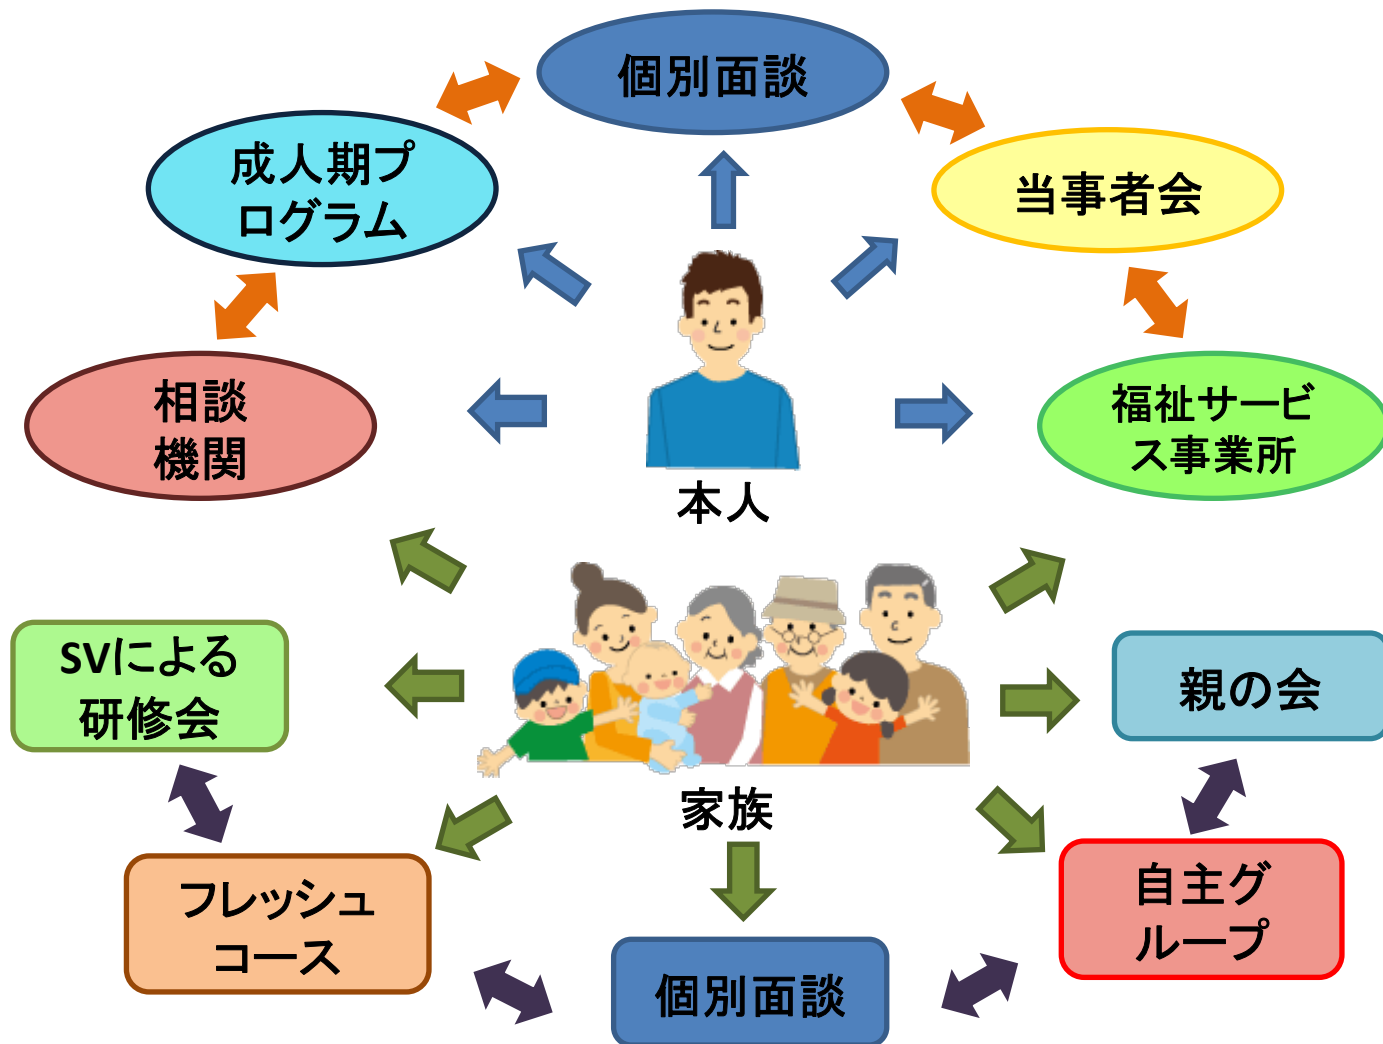 個別面談
成人期プ
ログラム
当事者会
相談
機関
福祉サービ
ス事業所
本人
SVによる
研修会
親の会
家族
フレッシュ
コース
自主グ
ループ
個別面談